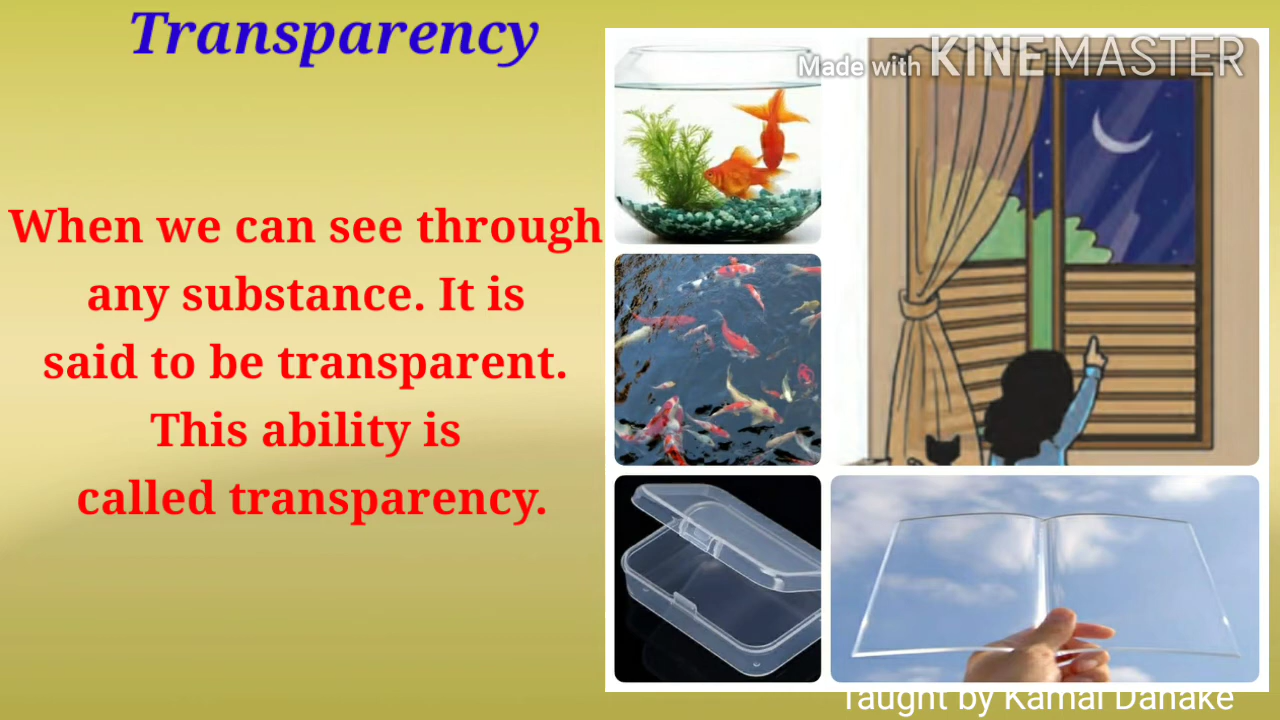 Transparency
Made with KINEMASTER
When we can see through
any substance. It is
said to be transparent.
This ability is
called transparency.
Taught by Kamal Danake